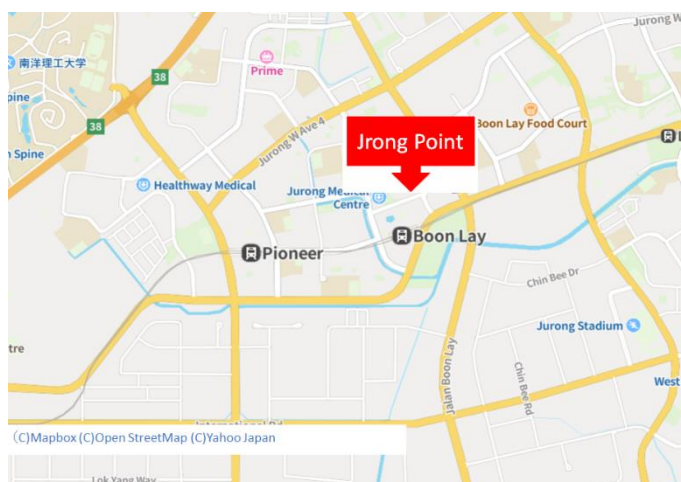 Jurong W
南洋理工大学
Prime
38
pine
38
Boon Lay Food Court
Jurong W Ave 4
Jrong Point
n Spine
Healthway Medical
Jurong Medical
Centre
Boon Lay
Pioneer
Chin Bee Dr
Jurong Stadium
tre
Jalan Boon Lay
Chin Bee Rd
West
International Rd
(C)Mapbox (C)Open StreetMap (C)Yahoo Japan
Lok Yang Way